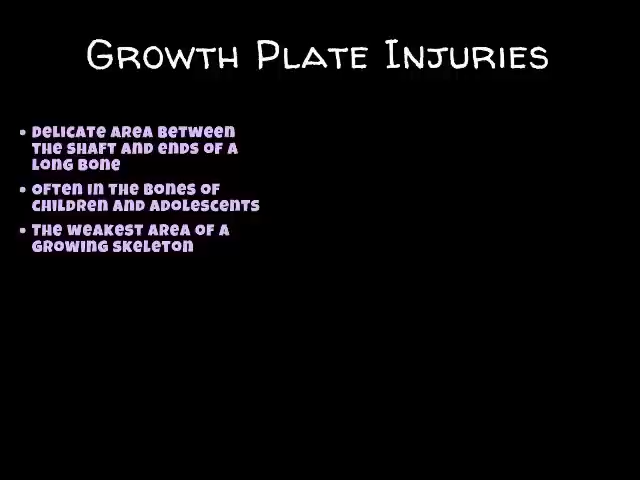 Growth Plate Injuries
• Delicate area between
the shaft and ends of a
long bone
• Often in the bones of
children and adolescents
• The weakest area of a
growing skeleton